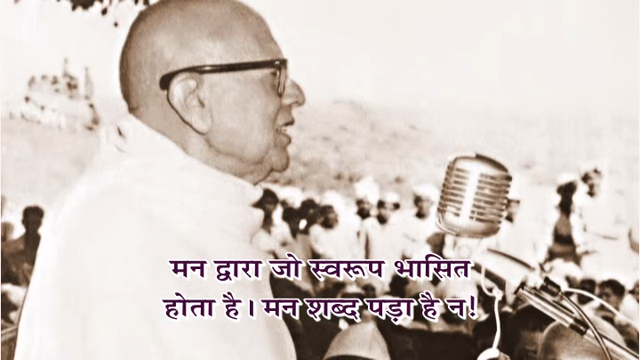 मन द्वारा जो स्वरूप भासित
होता है। मन शब्द पड़ा है न!